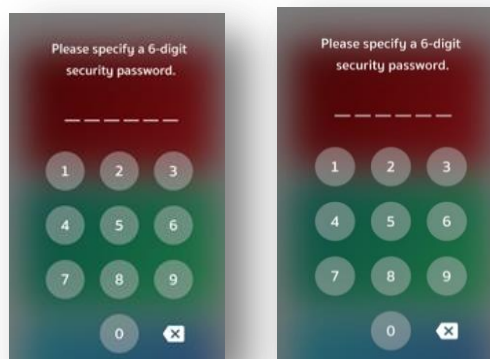 Please specify a 6-digit
security password.
1 2 3
4 5 6
7 8 9
0
Please specify a 6-digit
security password.
1 2 3
4 5 6
7 8 9
0